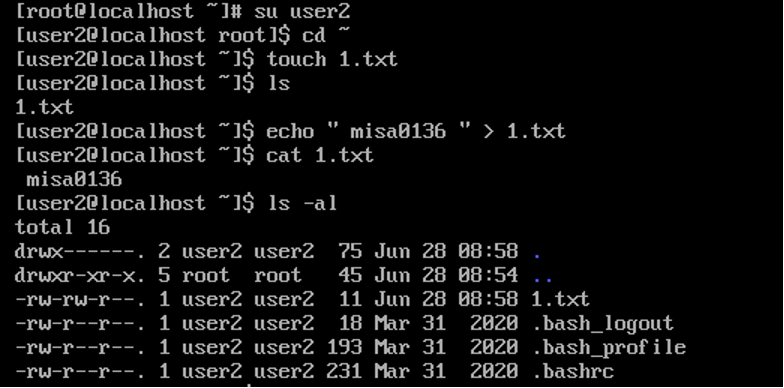 [root@localhost ~]# su user2
[user2@localhost root]$ cd ~
[user2@localhost ~]$ touch 1.txt
[user2@localhost ~]$ ls
1.txt
[user2@localhost ~]$ echo " misa0136 " > 1.txt
[user2@localhost ~]$ cat 1.txt
 misa0136
[user2@localhost ~]$ ls -al
total 16
drwx------. 2 user2 user2  75 Jun 28 08:58 .
drwxr-xr-x. 5 root  root   45 Jun 28 08:54 ..
-rw-rw-r--. 1 user2 user2  11 Jun 28 08:58 1.txt
-rw-r--r--. 1 user2 user2  18 Mar 31  2020 .bash_logout
-rw-r--r--. 1 user2 user2 193 Mar 31  2020 .bash_profile
-rw-r--r--. 1 user2 user2 231 Mar 31  2020 .bashrc